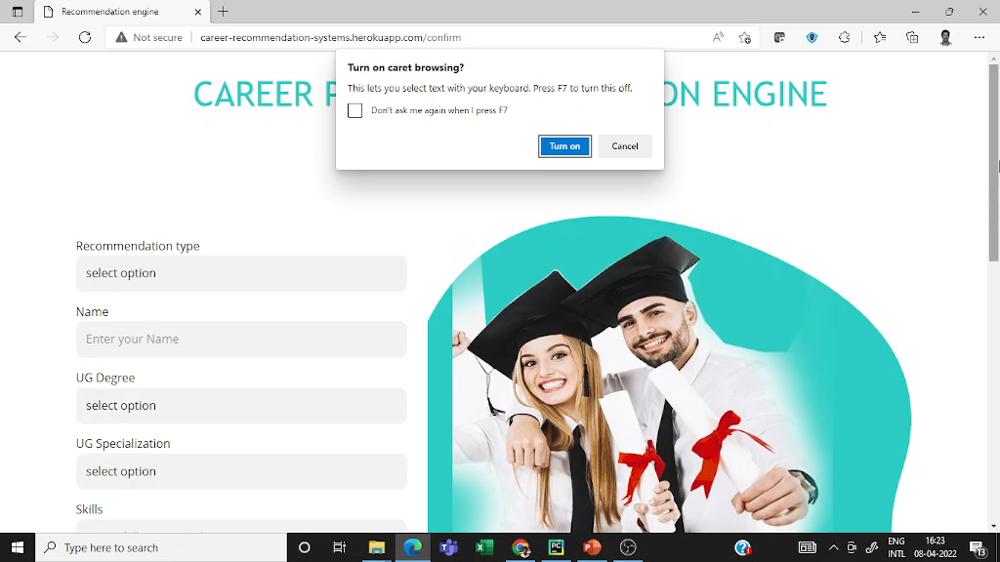 Recommendation engine
Not secure
career-recommendation-systems.herokuapp.com/confirm
Turn on caret browsing?
This lets you select text with your keyboard. Press F7 to turn this off.
Don't ask me again when I press F7
Turn on
Cancel
CAREER
ON ENGINE
Recommendation type
select option
Name
Enter your Name
UG Degree
select option
UG Specialization
select option
Skills
Type here to search
ENG
INTL
16:23
08-04-2022
13